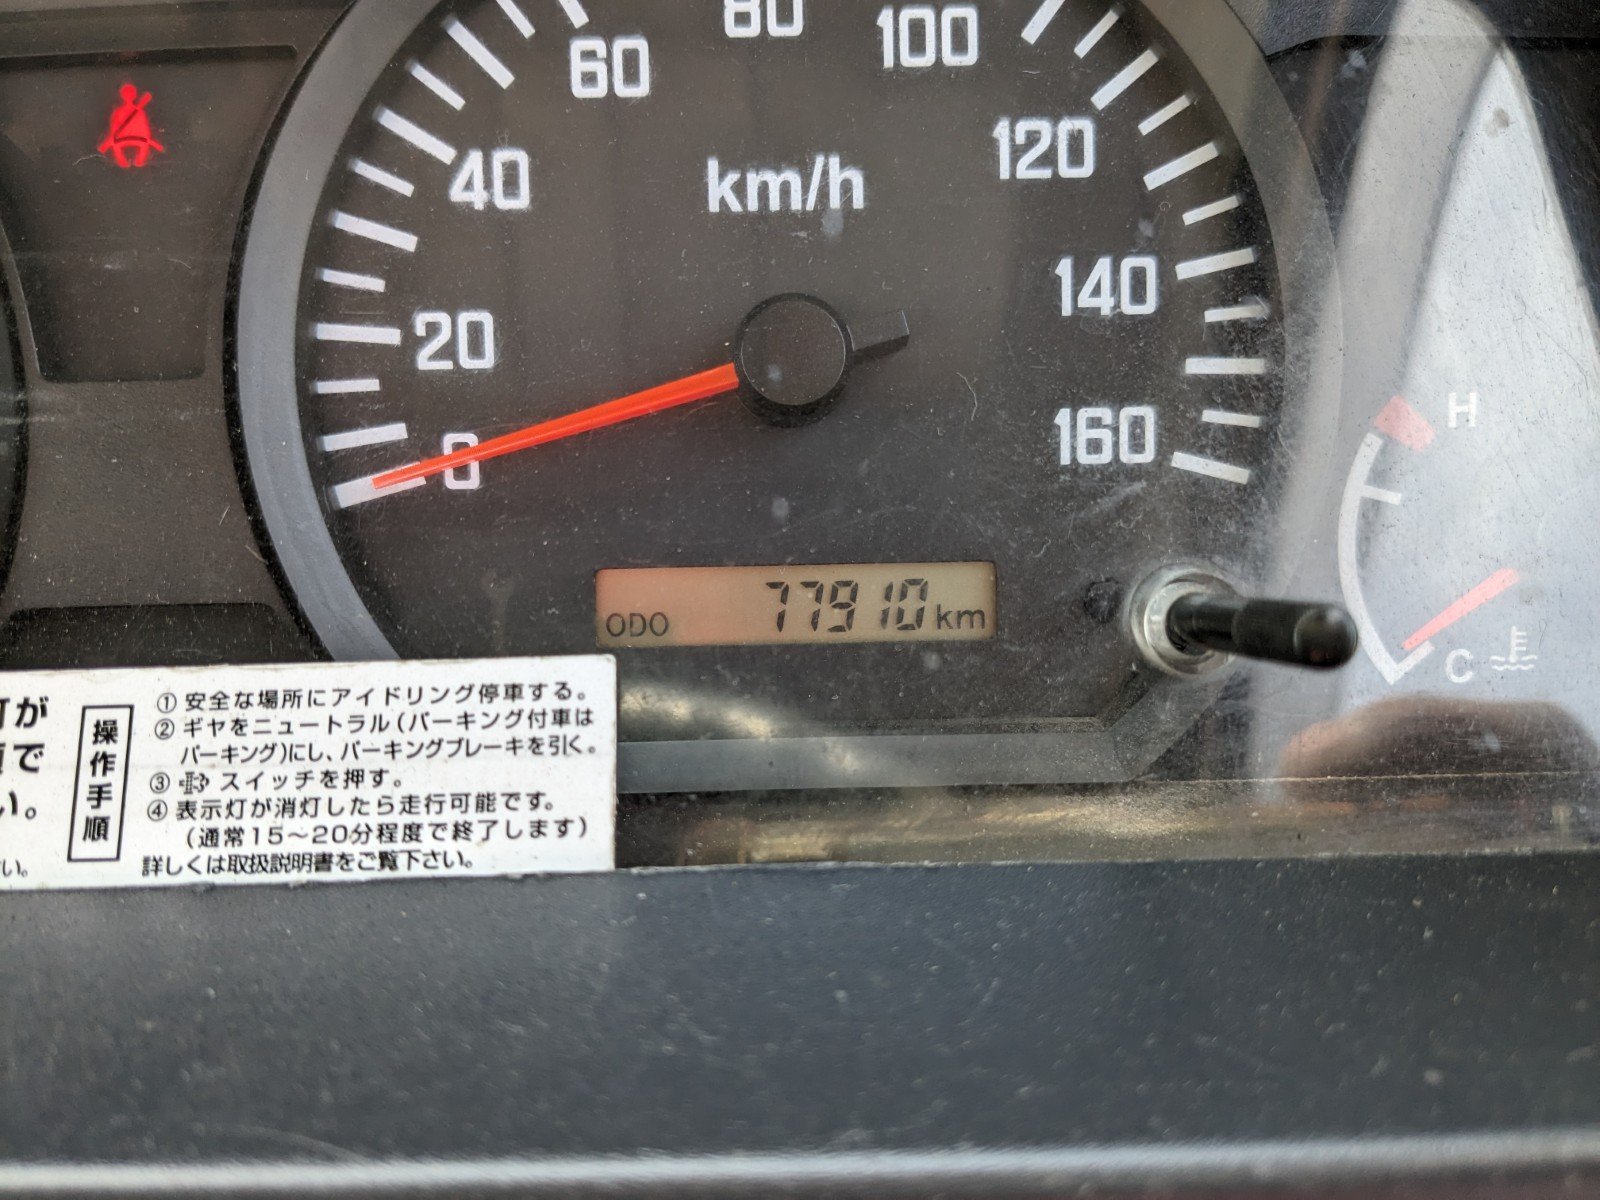 80
60
100
km/h
120
40
140
20
160
0
H
ODO 77910 km
C
が
で
い。
操作手順
① 安全な場所にアイドリング停車する。
② ギヤをニュートラル(パーキング付車は
パーキング)にし、パーキングブレーキを引く。
③ スイッチを押す。
④ 表示灯が消灯したら走行可能です。
(通常15～20分程度で終了します)
詳しくは取扱説明書をご覧下さい。
い。